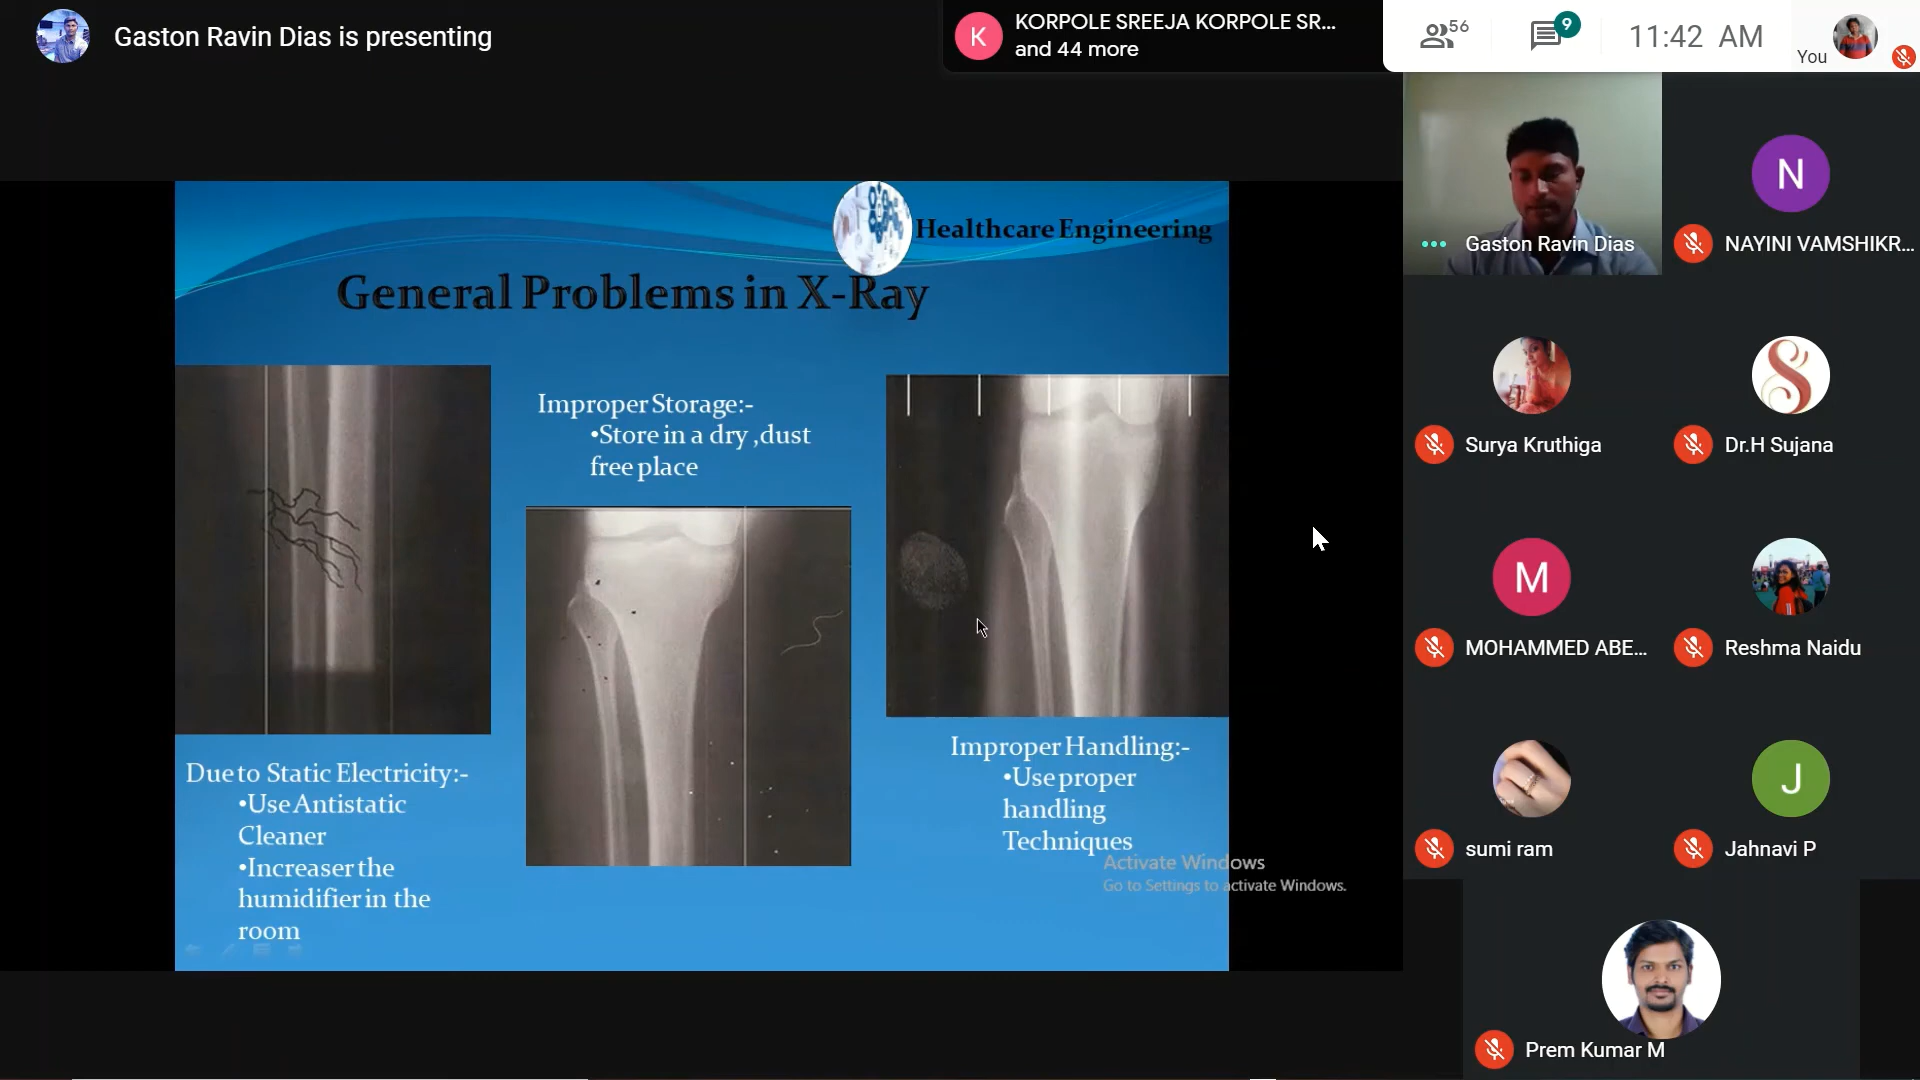 Gaston Ravin Dias is presenting
K
KORPOLE SREEJA KORPOLE SR...
and 44 more
56
9
11:42 AM
You
Healthcare Engineering
General Problems in X-Ray
Improper Storage:-
•Store in a dry ,dust
free place
Due to Static Electricity:-
•Use Antistatic
Cleaner
•Increaser the
humidifier in the
room
Improper Handling:-
•Use proper
handling
Techniques
Activate Windows
Go to Settings to activate Windows.
Gaston Ravin Dias
N
NAYINI VAMSHIKR...
Surya Kruthiga
S
Dr.H Sujana
M
MOHAMMED ABE...
Reshma Naidu
sumi ram
J
Jahnavi P
Prem Kumar M